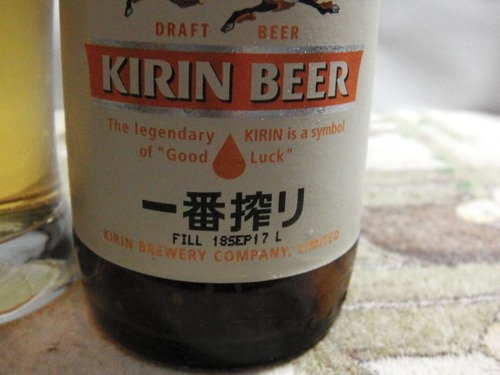 DRAFT BEER
KIRIN BEER
The legendary KIRIN is a symbol
of "Good Luck"
一番搾り
FILL 18SEP17 L
KIRIN BREWERY COMPANY, LIMITED